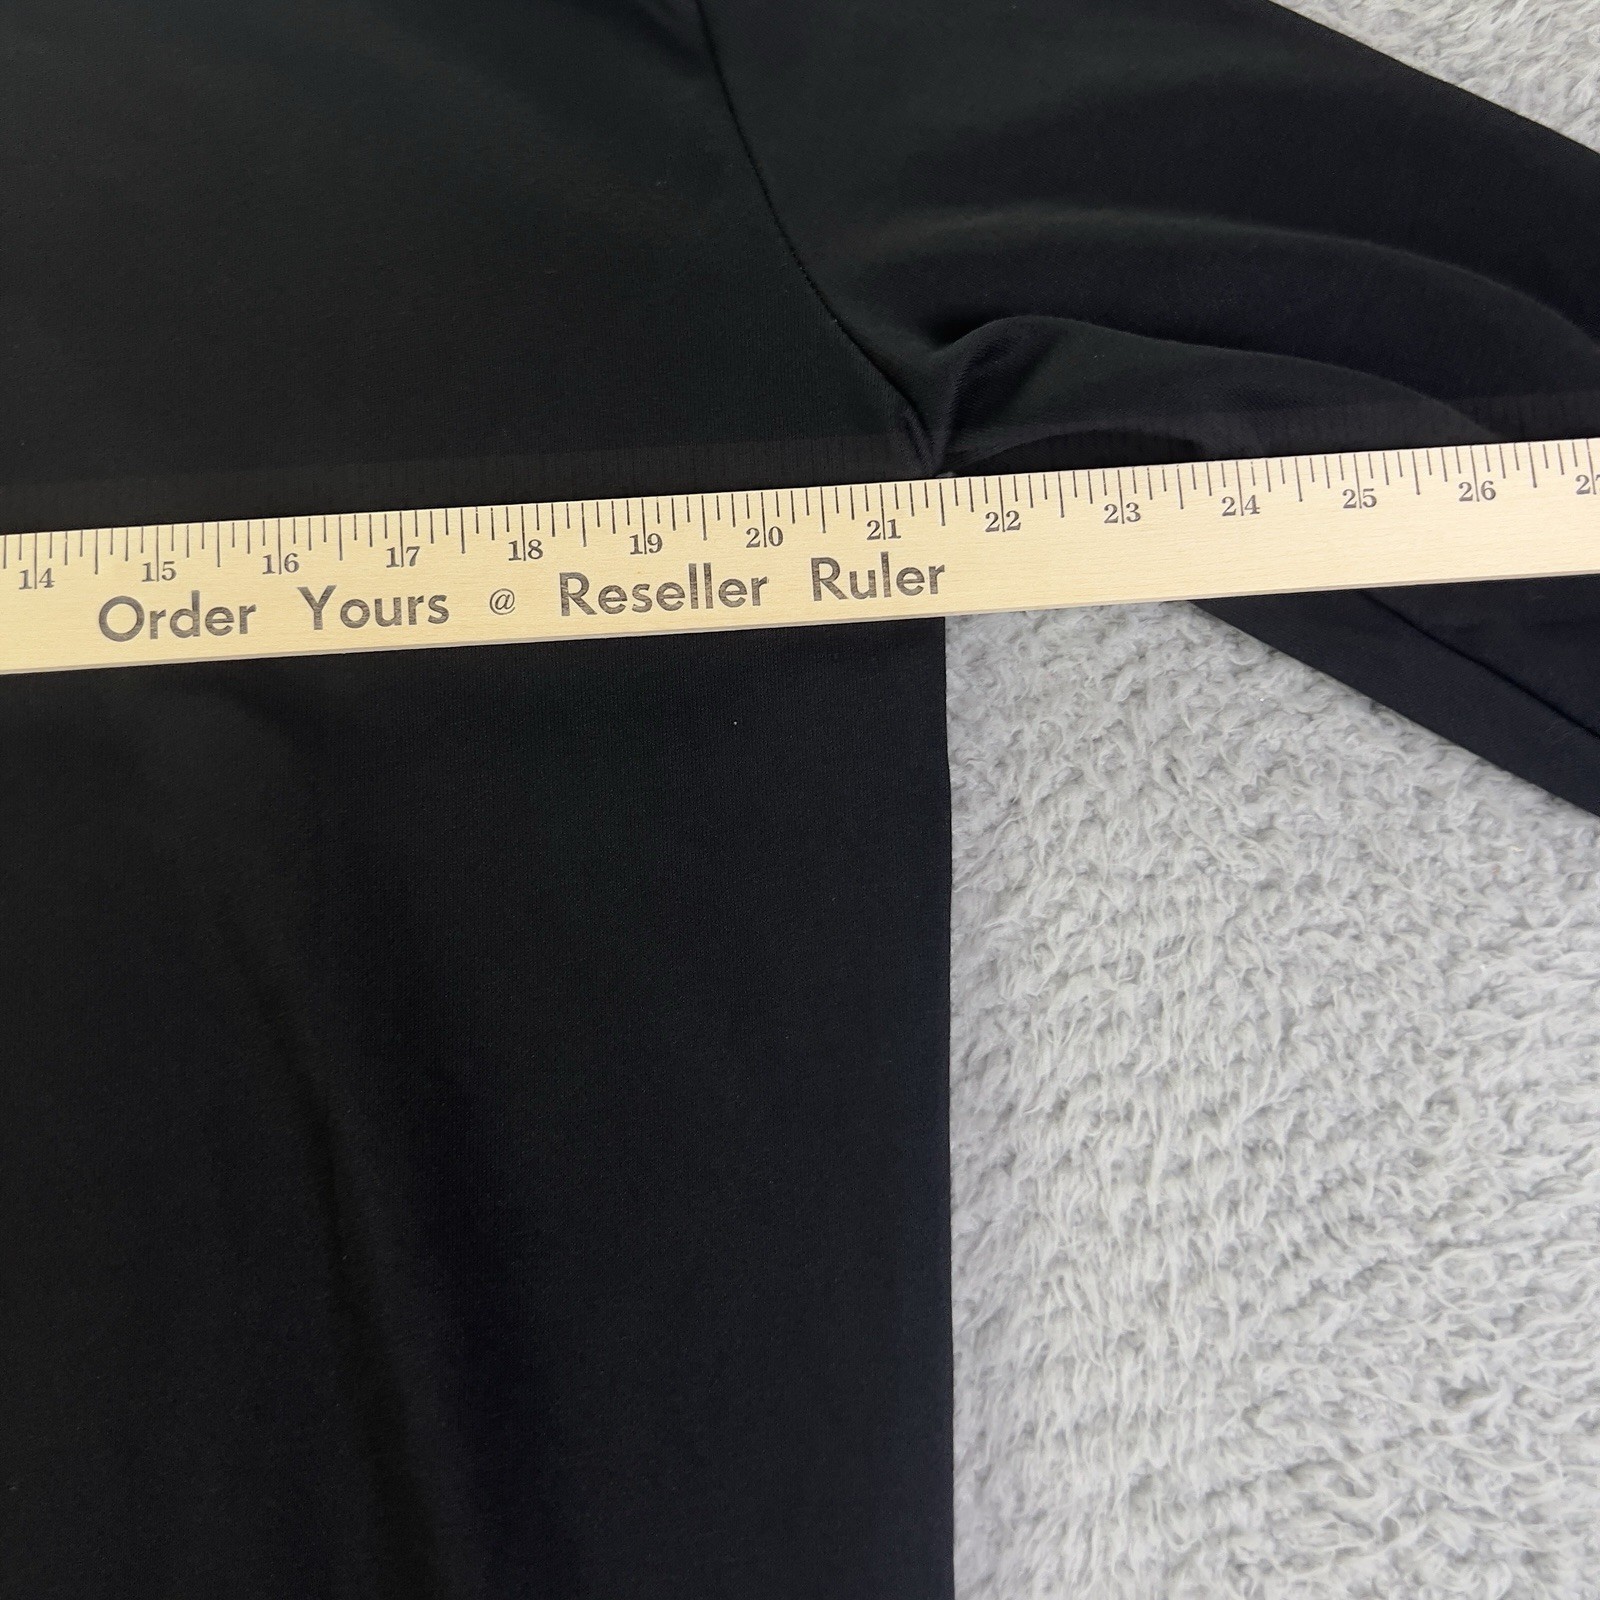 14 15 16 17 18 19 20 21 22 23 24 25 26
Order Yours @ Reseller Ruler